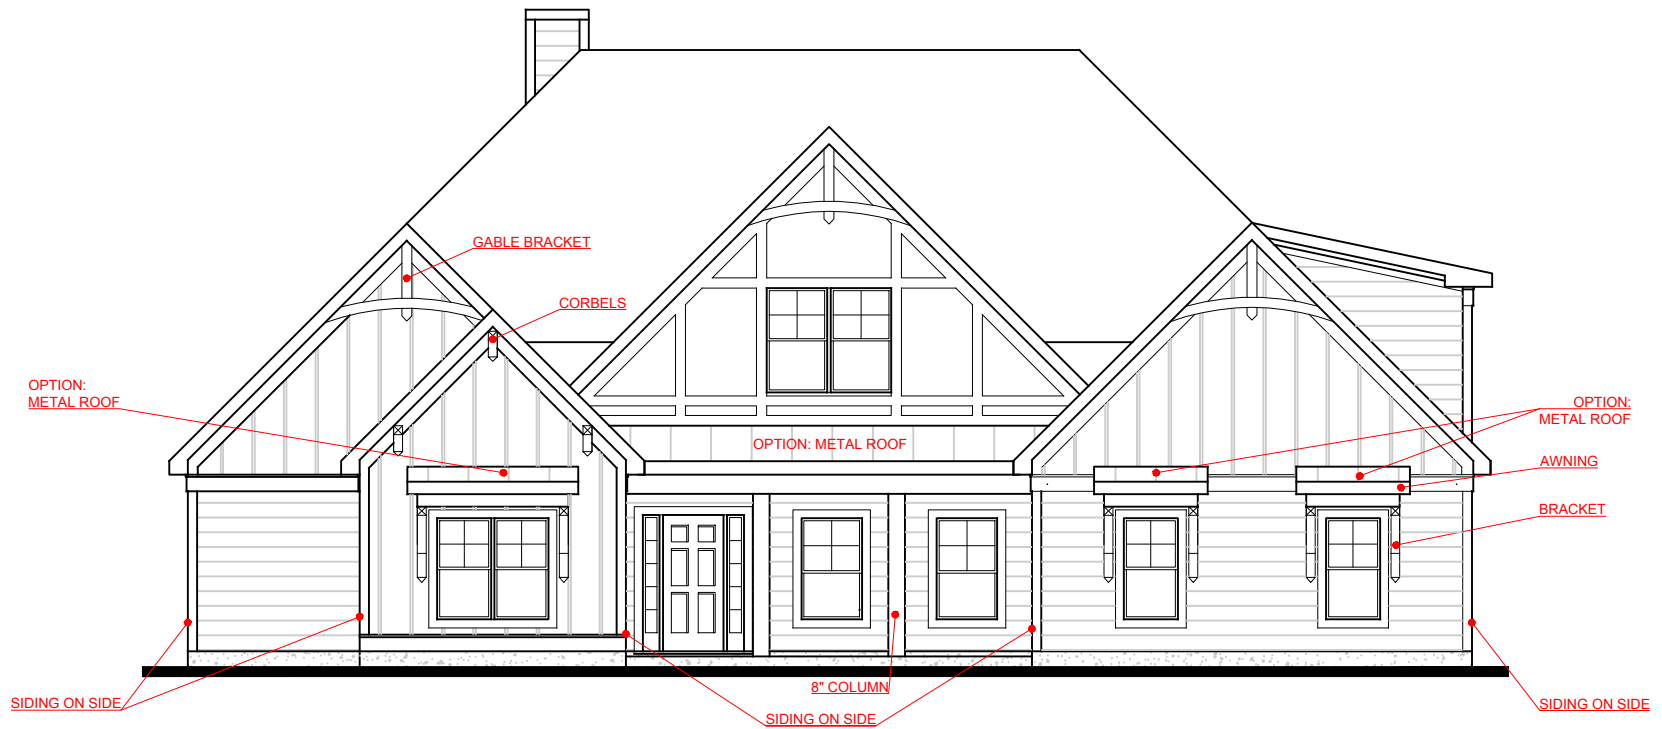 GABLE BRACKET
CORBELS
OPTION:
METAL ROOF
OPTION:
METAL ROOF
OPTION: METAL ROOF
AWNING
BRACKET
8" COLUMN
SIDING ON SIDE
SIDING ON SIDE
SIDING ON SIDE